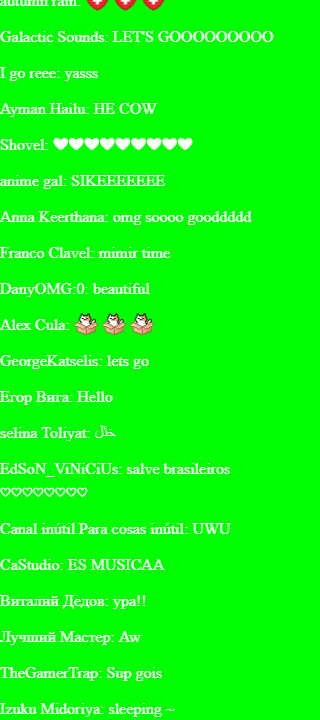 autumn rain:
Galactic Sounds: LET'S GOOOOOOOOO
I go reee: yasss
Ayman Hailu: HE COW
Shovel: 🤍🤍🤍🤍🤍🤍🤍🤍🤍
anime gal: SIKEEEEEEE
Anna Keerthana: omg soooo gooddddd
Franco Clavel: mimir time
DanyOMG:0: beautiful
Alex Cula:
GeorgeKatselis: lets go
Егор Вига: Hello
selina Toliyat:
EdSoN_ViNiCiUs: salve brasileiros
♡♡♡♡♡♡♡♡
Canal inútil Para cosas inútil: UWU
CaStudio: ES MUSICAA
Виталий Дедов: ура!!
Лучший Мастер: Aw
TheGamerTrap: Sup gois
Izuku Midoriya: sleeping ~